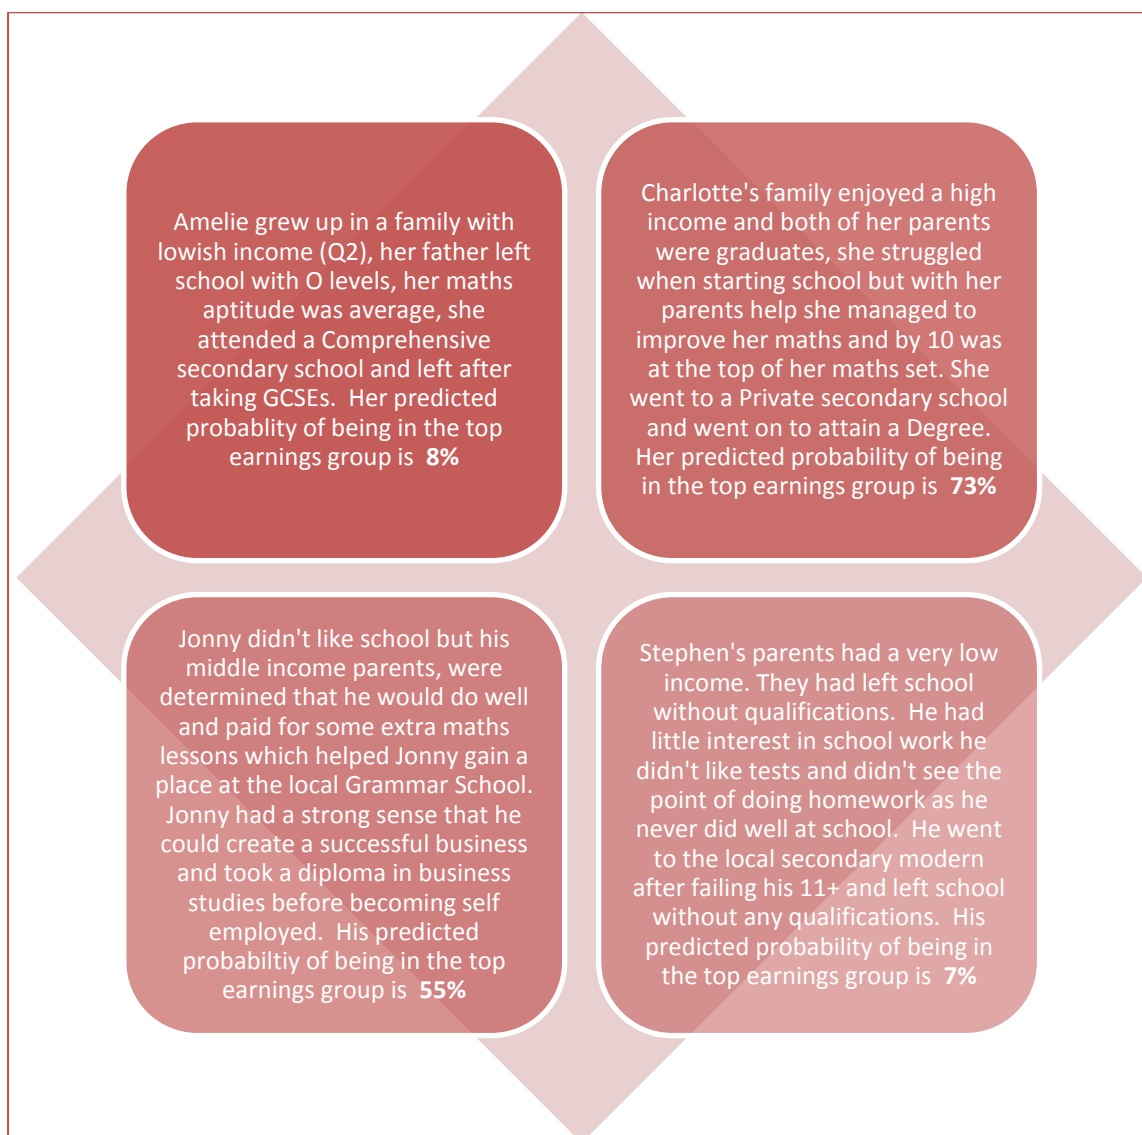 Amelie grew up in a family with
lowish income (Q2), her father left
school with O levels, her maths
aptitude was average, she
attended a Comprehensive
secondary school and left after
taking GCSEs.  Her predicted
probablity of being in the top
earnings group is  8%
Charlotte's family enjoyed a high
income and both of her parents
were graduates, she struggled
when starting school but with her
parents help she managed to
improve her maths and by 10 was
at the top of her maths set. She
went to a Private secondary school
and went on to attain a Degree.
Her predicted probability of being
in the top earnings group is  73%
Jonny didn't like school but his
middle income parents, were
determined that he would do well
and paid for some extra maths
lessons which helped Jonny gain a
place at the local Grammar School.
Jonny had a strong sense that he
could create a successful business
and took a diploma in business
studies before becoming self
employed.  His predicted
probabiltiy of being in the top
earnings group is  55%
Stephen's parents had a very low
income. They had left school
without qualifications.  He had
little interest in school work he
didn't like tests and didn't see the
point of doing homework as he
never did well at school.  He went
to the local secondary modern
after failing his 11+ and left school
without any qualifications.  His
predicted probability of being in
the top earnings group is  7%